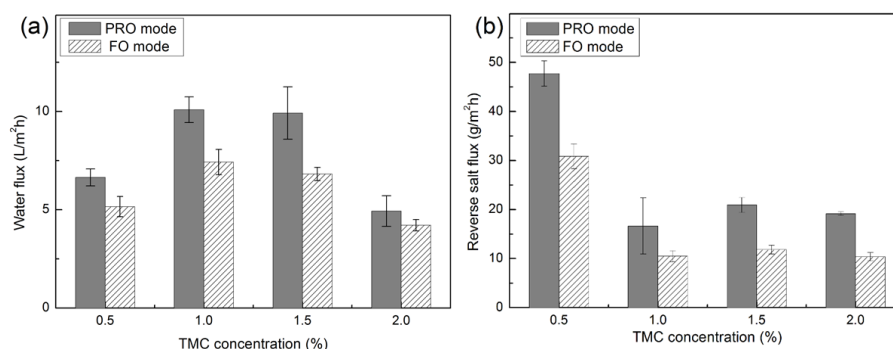 (a)
PRO mode
FO mode
Water flux (L/m²h)
10
5
0
0.5 1.0 1.5 2.0
TMC concentration (%)
(b)
PRO mode
FO mode
Reverse salt flux (g/m²h)
50
40
30
20
10
0
0.5 1.0 1.5 2.0
TMC concentration (%)